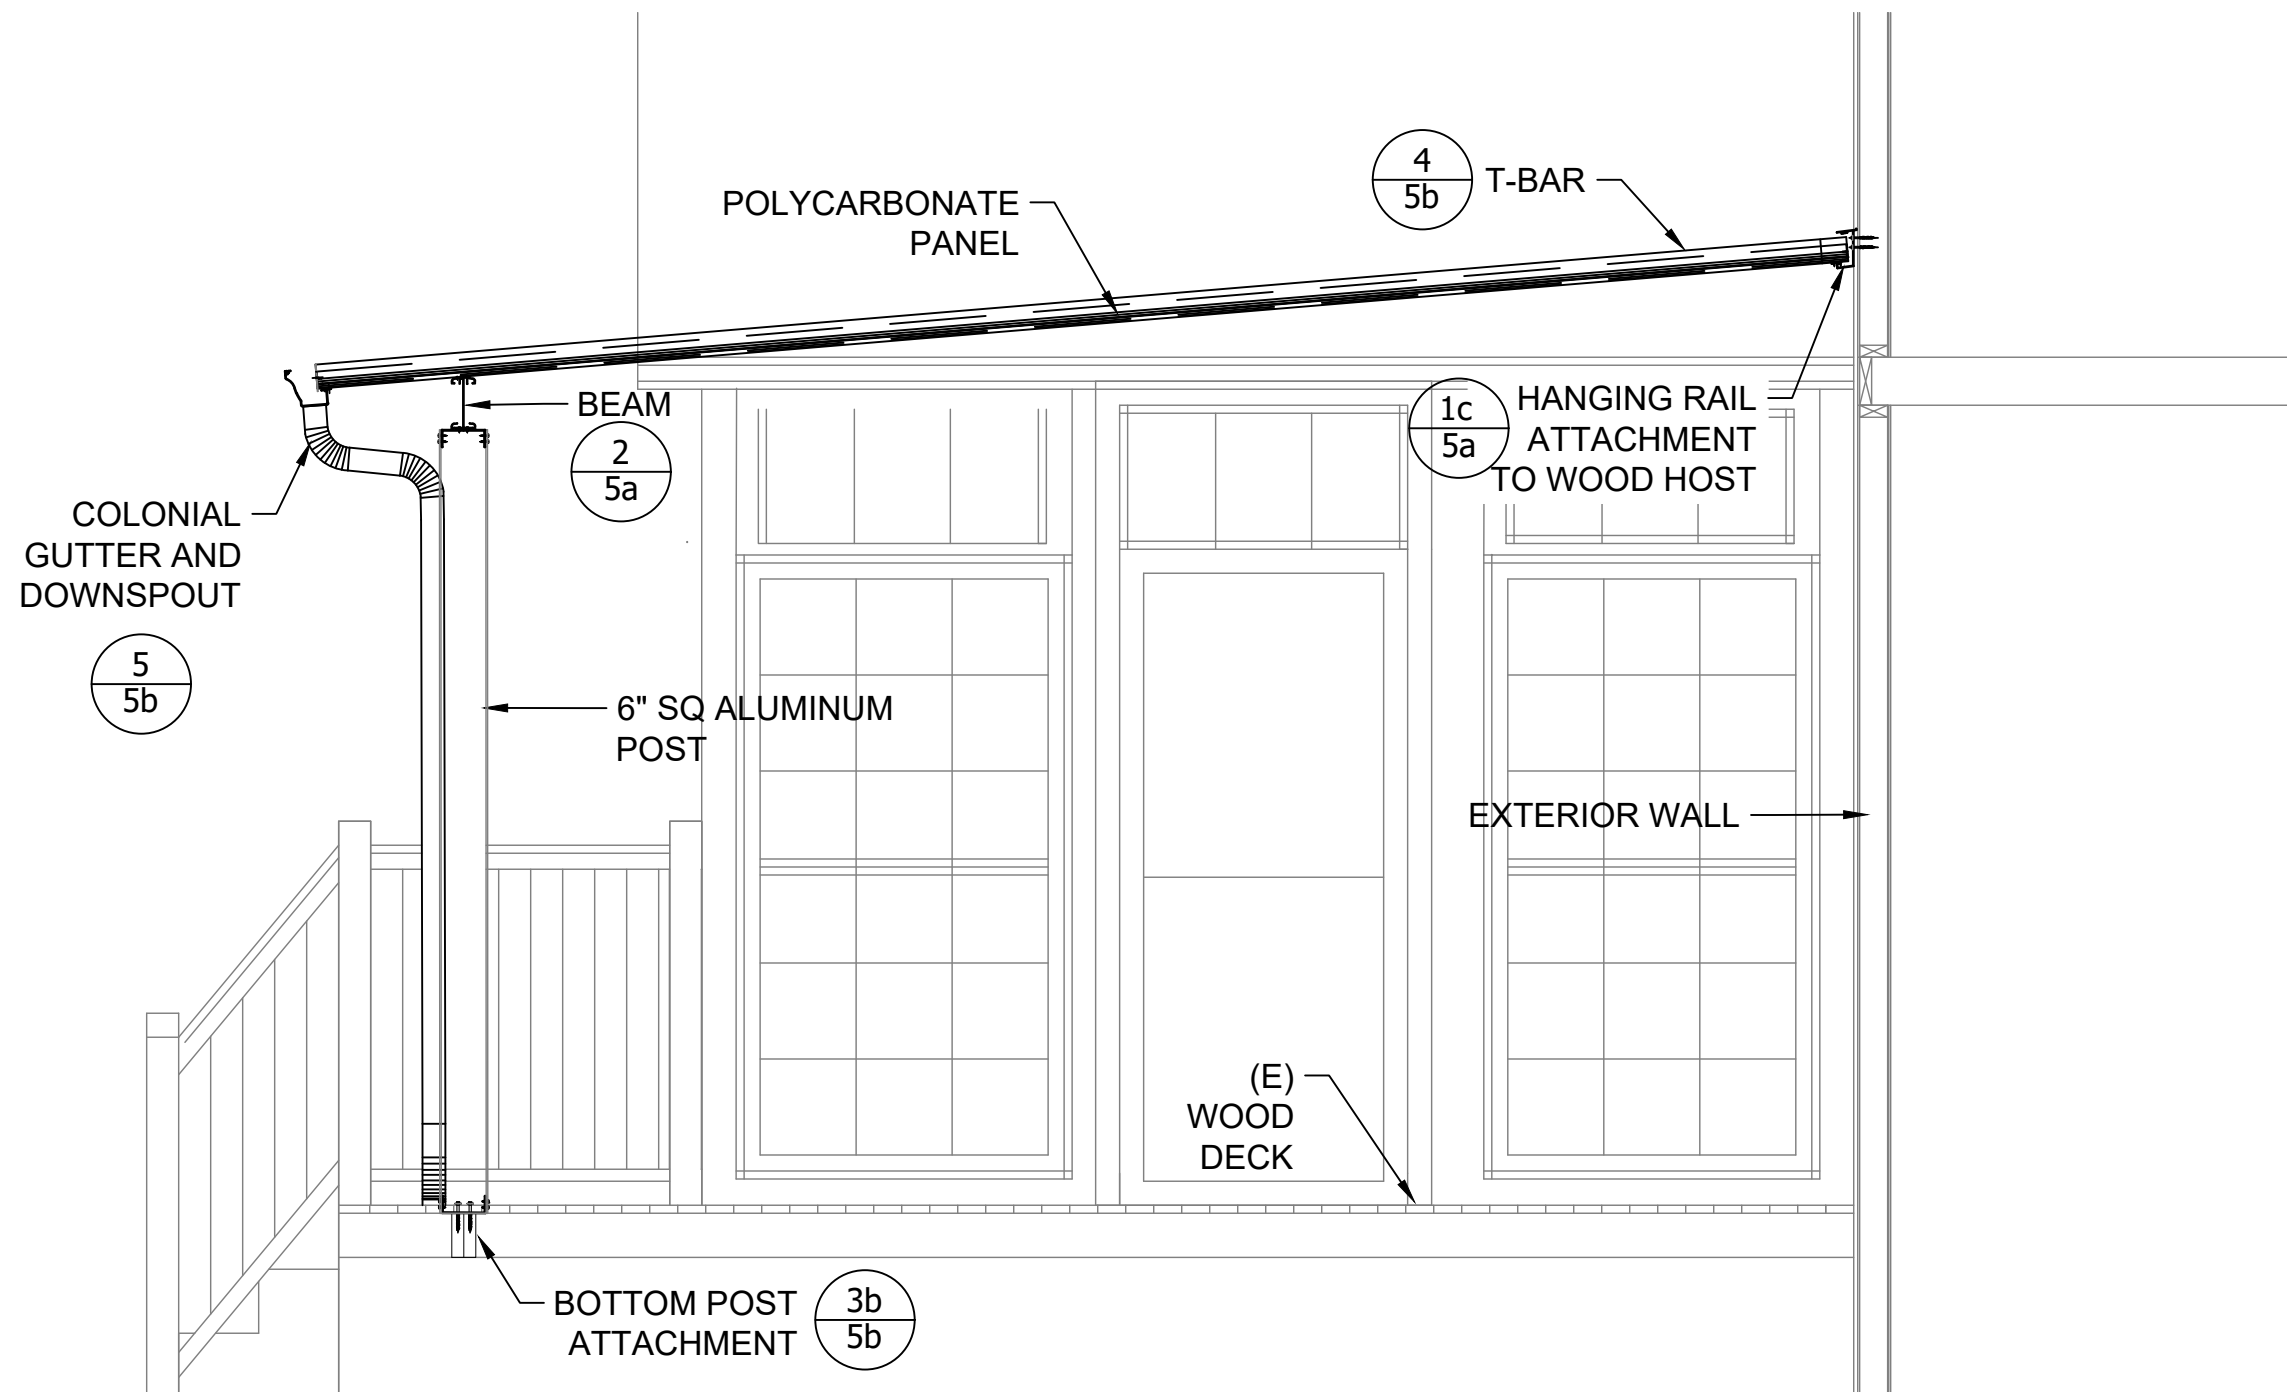 4
5b
T-BAR
POLYCARBONATE
PANEL
BEAM
2
5a
1c
5a
HANGING RAIL
ATTACHMENT
TO WOOD HOST
COLONIAL
GUTTER AND
DOWNSPOUT
5
5b
6" SQ ALUMINUM
POST
EXTERIOR WALL
(E)
WOOD
DECK
BOTTOM POST
ATTACHMENT
3b
5b